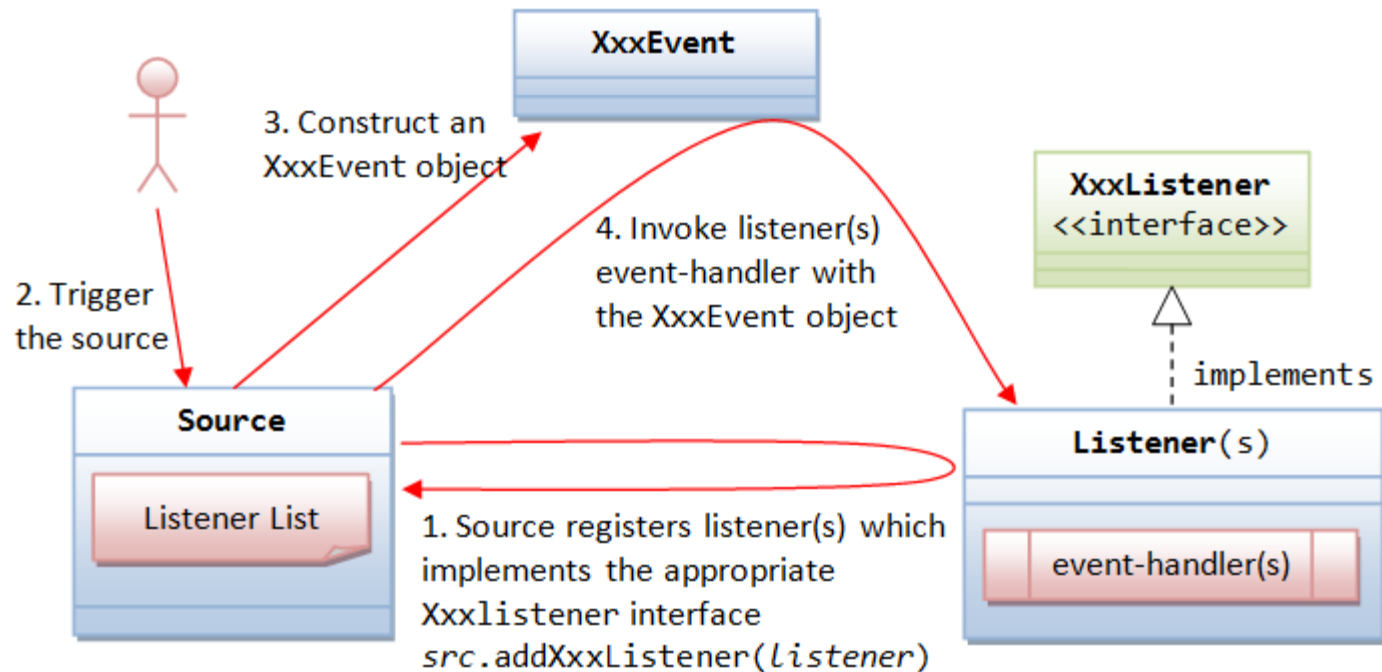 XxxEvent
3. Construct an
XxxEvent object
XxxListener
<<interface>>
4. Invoke listener(s)
event-handler with
the XxxEvent object
2. Trigger
the source
implements
Source
Listener List
Listener(s)
event-handler(s)
1. Source registers listener(s) which
implements the appropriate
Xxxlistener interface
src.addXxxListener(listener)